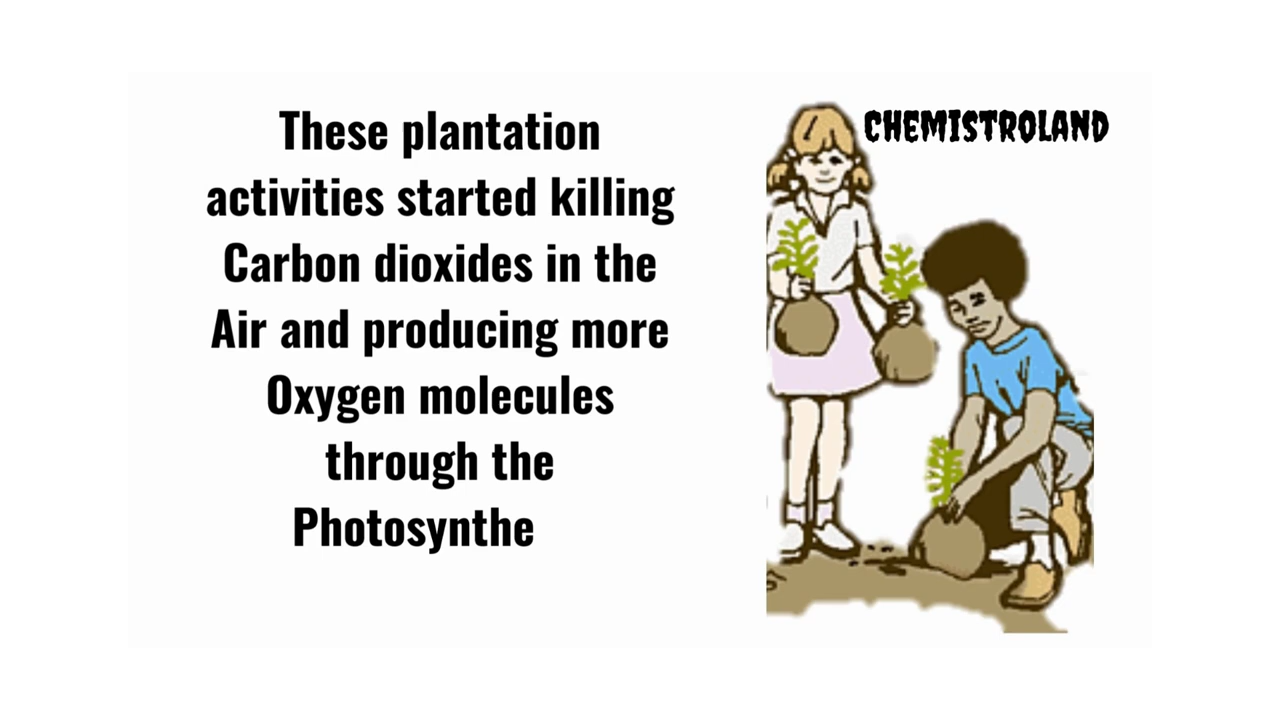 These plantation
activities started killing
Carbon dioxides in the
Air and producing more
Oxygen molecules
through the
Photosynthe
CHEMISTROLAND